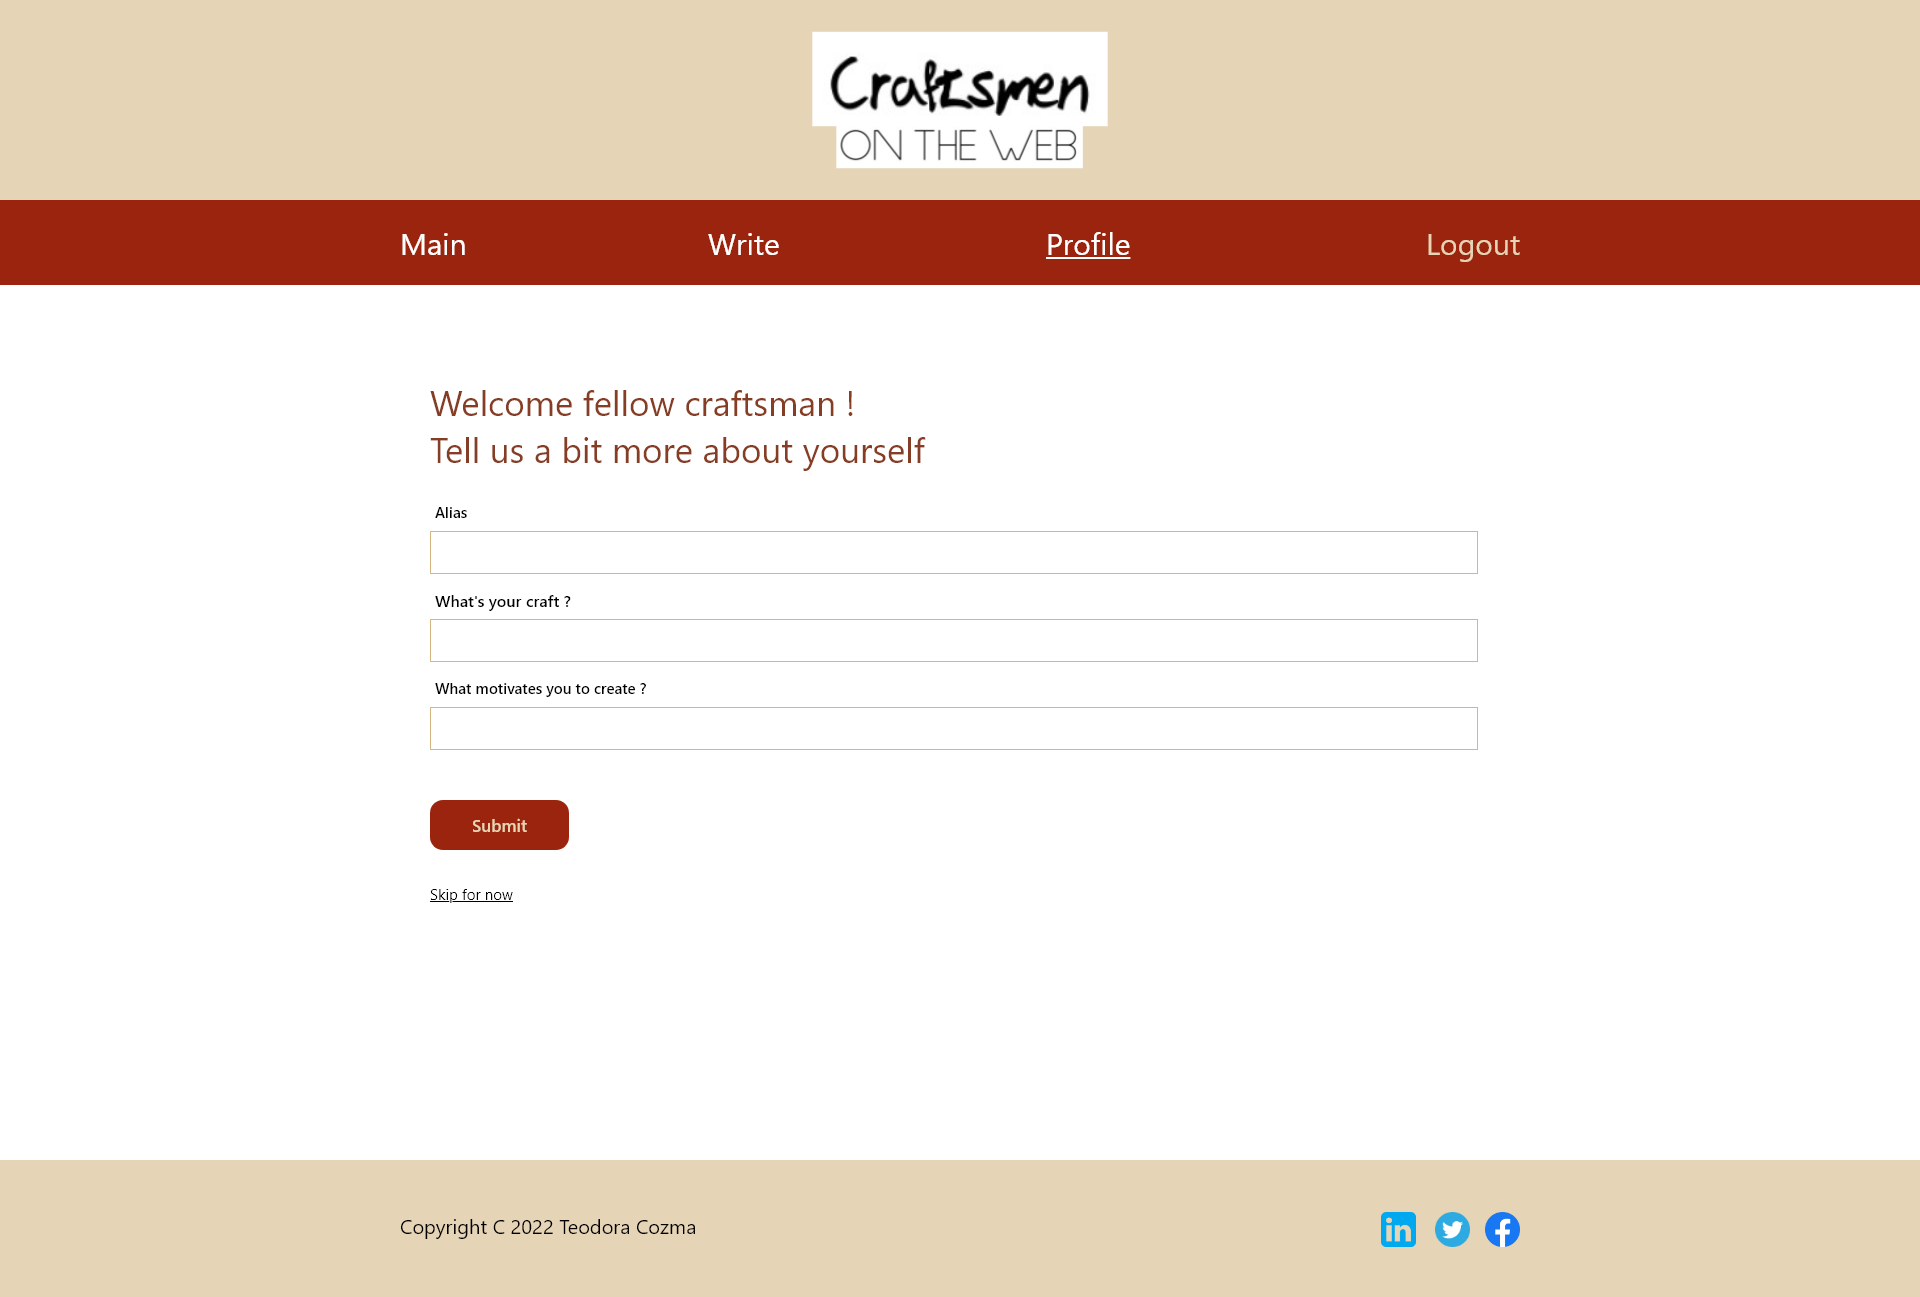 Craftsmen
ON THE WEB
Main Write Profile Logout
Welcome fellow craftsman !
Tell us a bit more about yourself
Alias
What's your craft ?
What motivates you to create ?
Submit
Skip for now
Copyright C 2022 Teodora Cozma
in